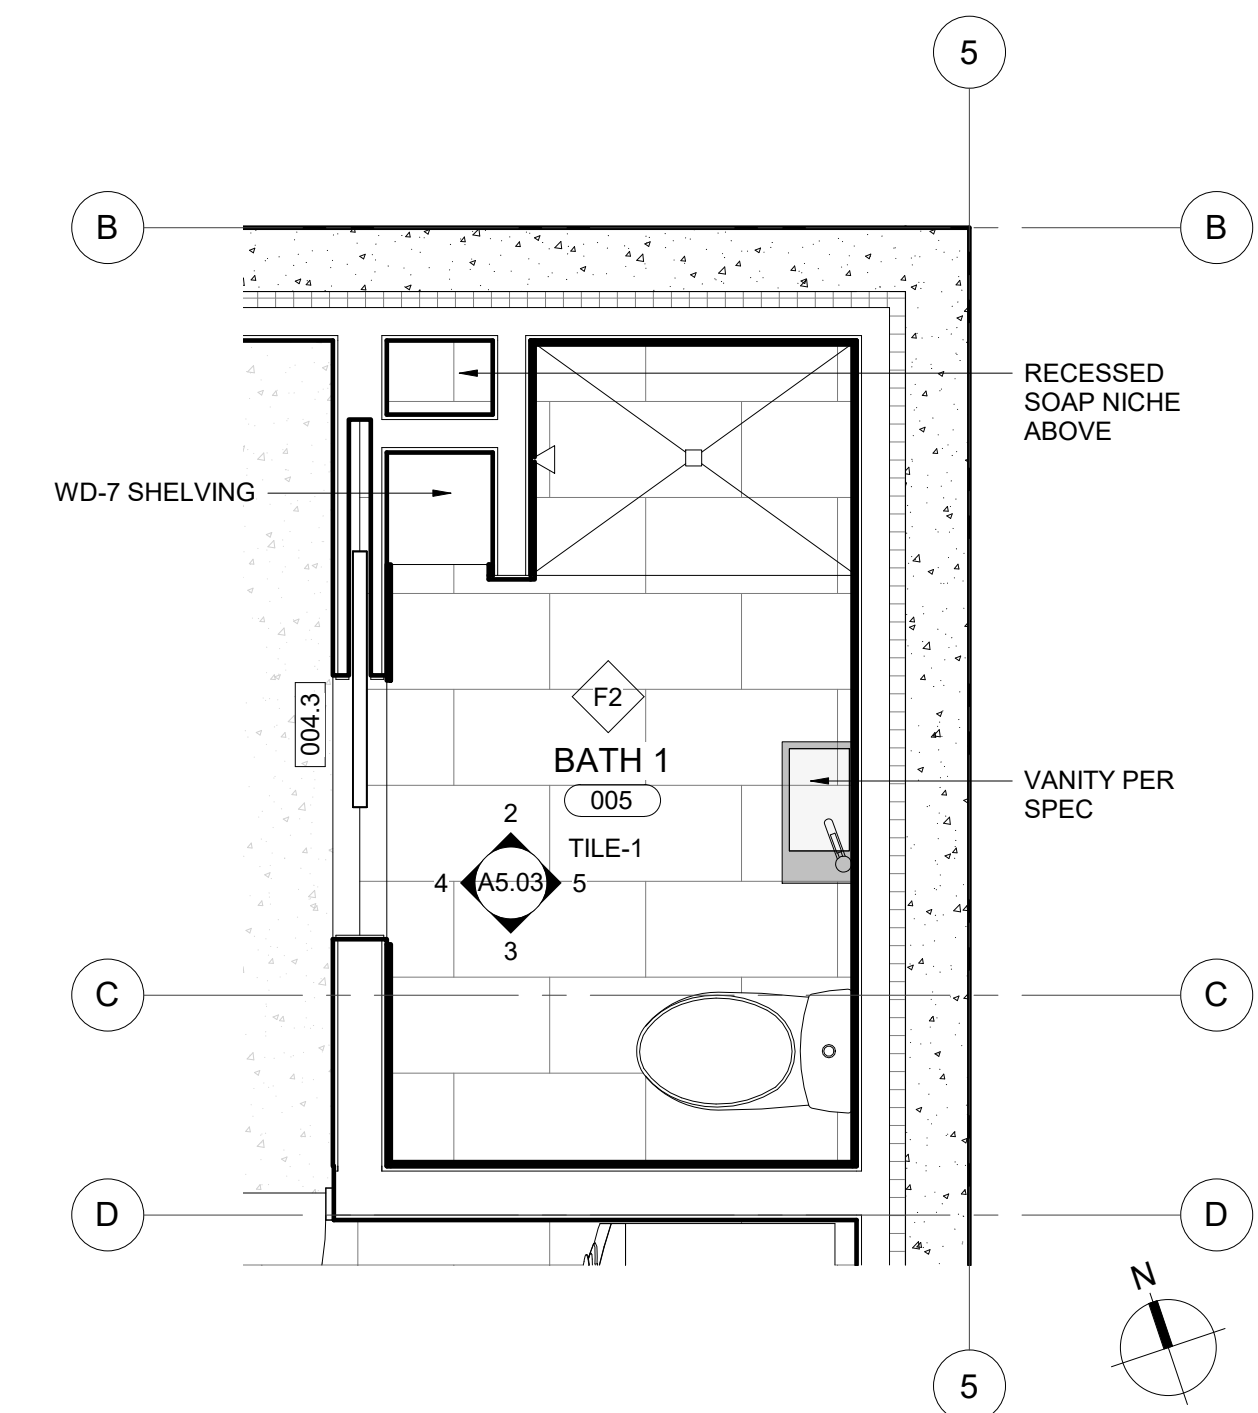 5
B
B
RECESSED
SOAP NICHE
ABOVE
WD-7 SHELVING
004.3
F2
BATH 1
005
VANITY PER
SPEC
2
TILE-1
4
A5.03
5
3
C
C
D
D
N
5